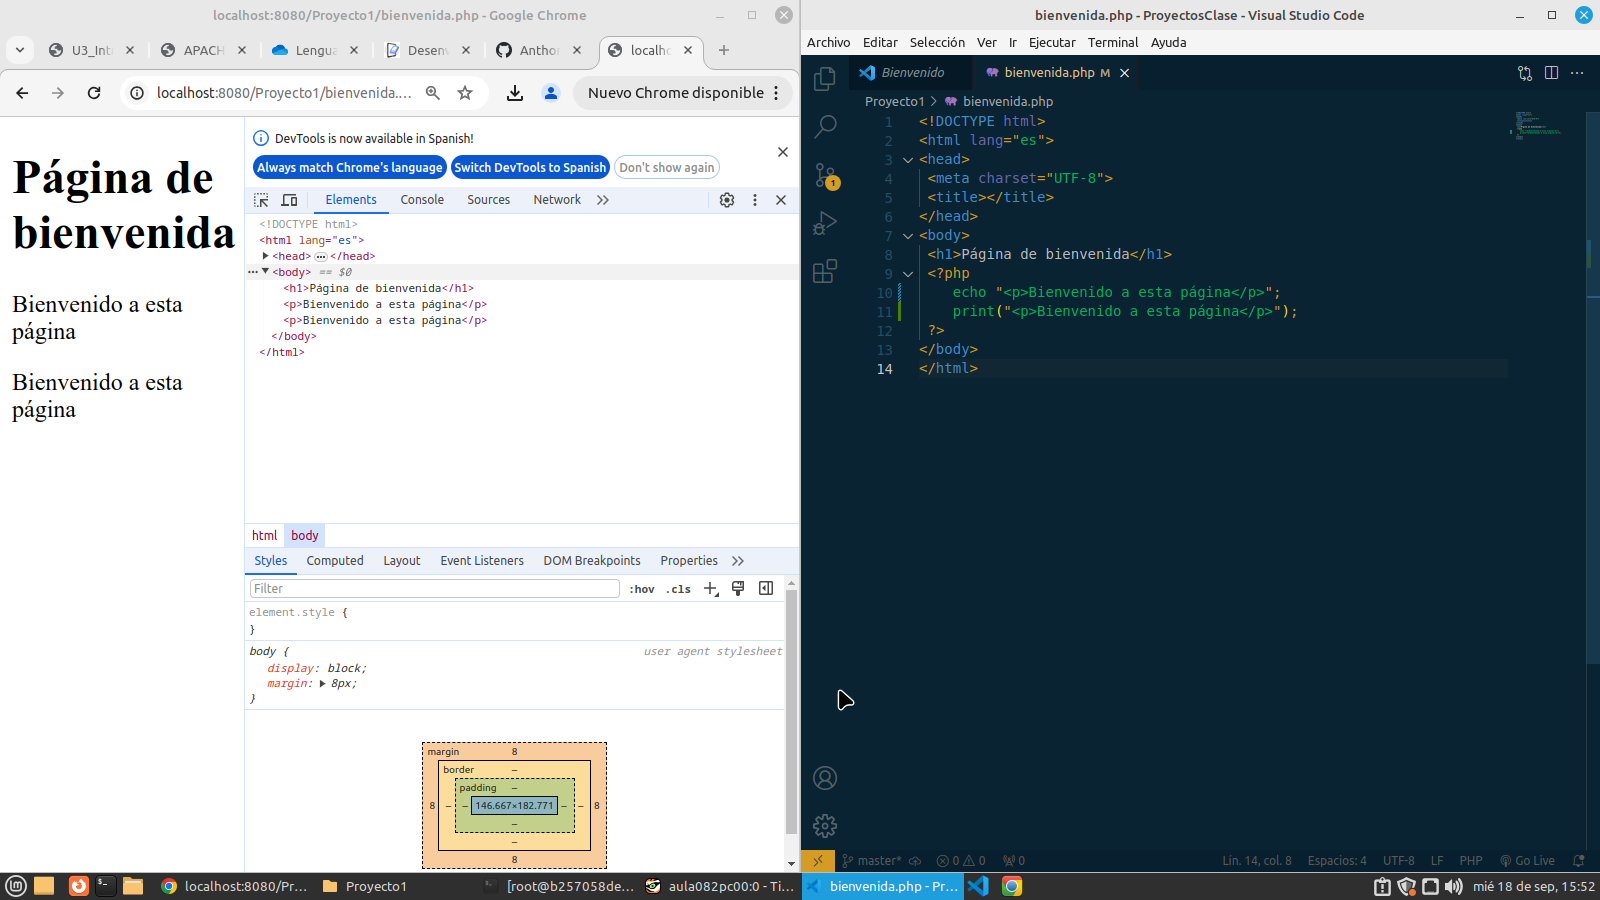 localhost:8080/Proyecto1/bienvenida.php - Google Chrome
U3_Int
APACH
Lengua
Desenv
Anthon
localho
localhost:8080/Proyecto1/bienvenida....
Nuevo Chrome disponible
Página de
bienvenida
Bienvenido a esta
página
Bienvenido a esta
página
DevTools is now available in Spanish!
Always match Chrome's language
Switch DevTools to Spanish
Don't show again
Elements
Console
Sources
Network
<!DOCTYPE html>
<html lang="es">
<head> ... </head>
<body> == $0
<h1>Página de bienvenida</h1>
<p>Bienvenido a esta página</p>
<p>Bienvenido a esta página</p>
</body>
</html>
html
body
Styles
Computed
Layout
Event Listeners
DOM Breakpoints
Properties
Filter
:hov
.cls
element.style {
}
body {
user agent stylesheet
display: block;
margin: 8px;
}
margin
8
border
–
padding
–
8
–
–
146.667×182.771
–
–
8
–
–
8
bienvenida.php - ProyectosClase - Visual Studio Code
Archivo
Editar
Selección
Ver
Ir
Ejecutar
Terminal
Ayuda
Bienvenido
bienvenida.php M
Proyecto1 > bienvenida.php
1
1 <!DOCTYPE html>
2 <html lang="es">
3 <head>
4 <meta charset="UTF-8">
5 <title></title>
6 </head>
7 <body>
8 <h1>Página de bienvenida</h1>
9 <?php
10 echo "<p>Bienvenido a esta página</p>";
11 print("<p>Bienvenido a esta página</p>");
12 ?>
13 </body>
14 </html>
master*
0
0
0
Lín. 14, col. 8
Espacios: 4
UTF-8
LF
PHP
Go Live
localhost:8080/Pr...
Proyecto1
[root@b257058de...
aula082pc00:0 - Ti...
bienvenida.php - Pr...
mié 18 de sep, 15:52